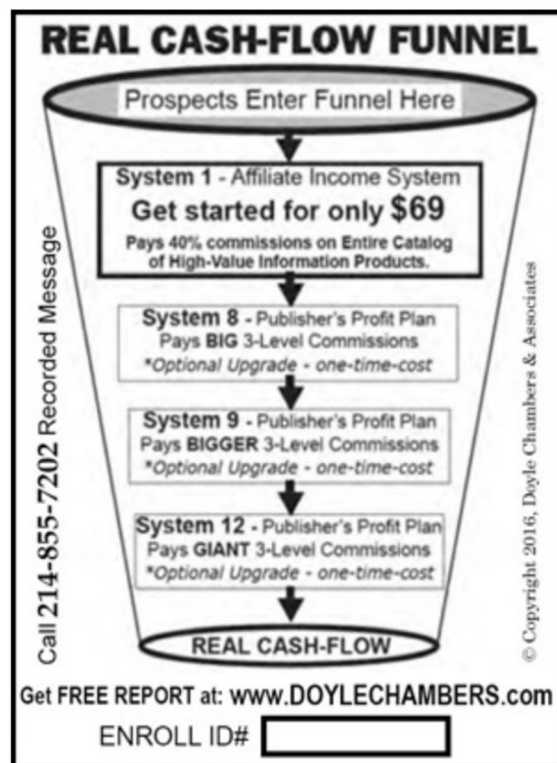 REAL CASH-FLOW FUNNEL
Prospects Enter Funnel Here
System 1 - Affiliate Income System
Get started for only $69
Pays 40% commissions on Entire Catalog
of High-Value Information Products.
System 8 - Publisher's Profit Plan
Pays BIG 3-Level Commissions
*Optional Upgrade - one-time-cost
System 9 - Publisher's Profit Plan
Pays BIGGER 3-Level Commissions
*Optional Upgrade - one-time-cost
System 12 - Publisher's Profit Plan
Pays GIANT 3-Level Commissions
*Optional Upgrade - one-time-cost
REAL CASH-FLOW
Call 214-855-7202 Recorded Message
© Copyright 2016, Doyle Chambers & Associates
Get FREE REPORT at: www.DOYLECHAMBERS.com
ENROLL ID#